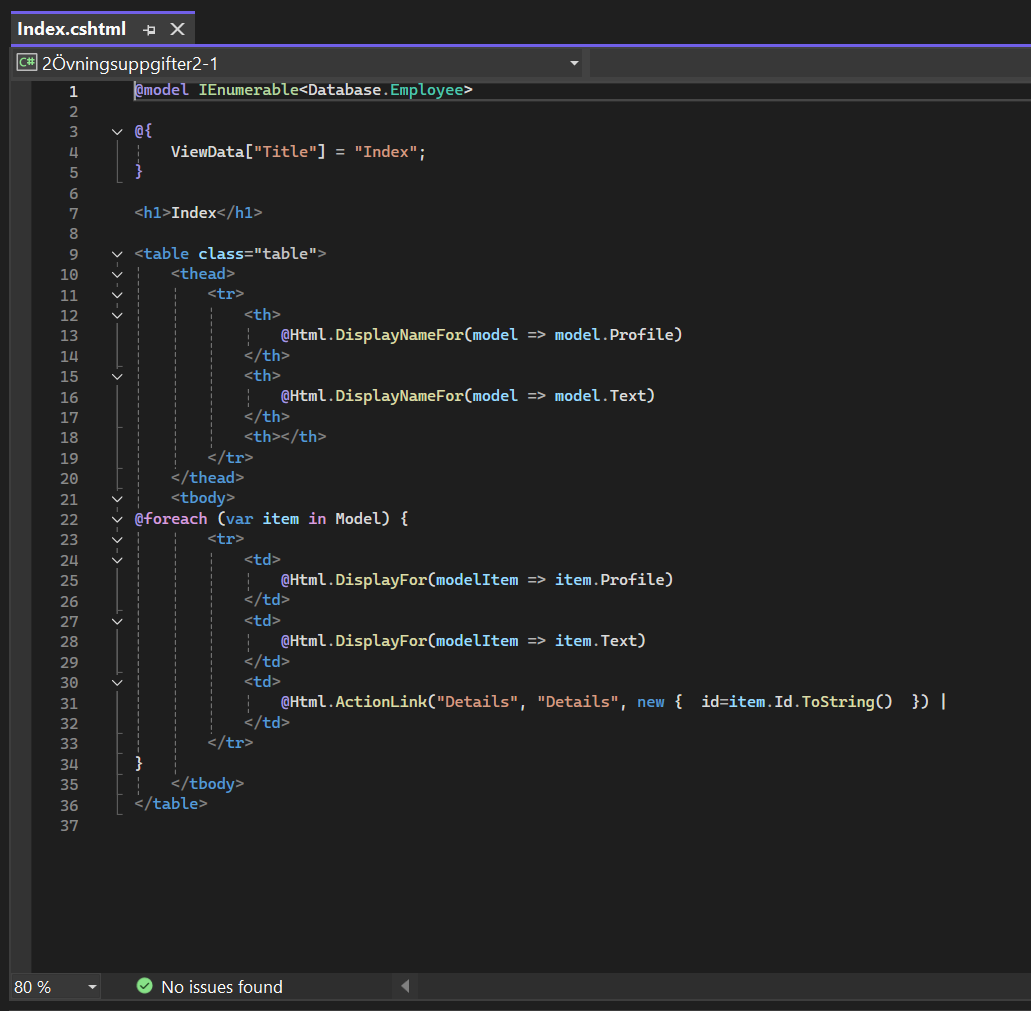 Index.cshtml
C# 2Övningsuppgifter2-1
1 @model IEnumerable<Database.Employee>
2
3 @{
4     ViewData["Title"] = "Index";
5 }
6
7 <h1>Index</h1>
8
9 <table class="table">
10     <thead>
11         <tr>
12             <th>
13                 @Html.DisplayNameFor(model => model.Profile)
14             </th>
15             <th>
16                 @Html.DisplayNameFor(model => model.Text)
17             </th>
18             <th></th>
19         </tr>
20     </thead>
21     <tbody>
22 @foreach (var item in Model) {
23         <tr>
24             <td>
25                 @Html.DisplayFor(modelItem => item.Profile)
26             </td>
27             <td>
28                 @Html.DisplayFor(modelItem => item.Text)
29             </td>
30             <td>
31                 @Html.ActionLink("Details", "Details", new {  id=item.Id.ToString()  }) |
32             </td>
33         </tr>
34 }
35     </tbody>
36 </table>
37
80 % No issues found